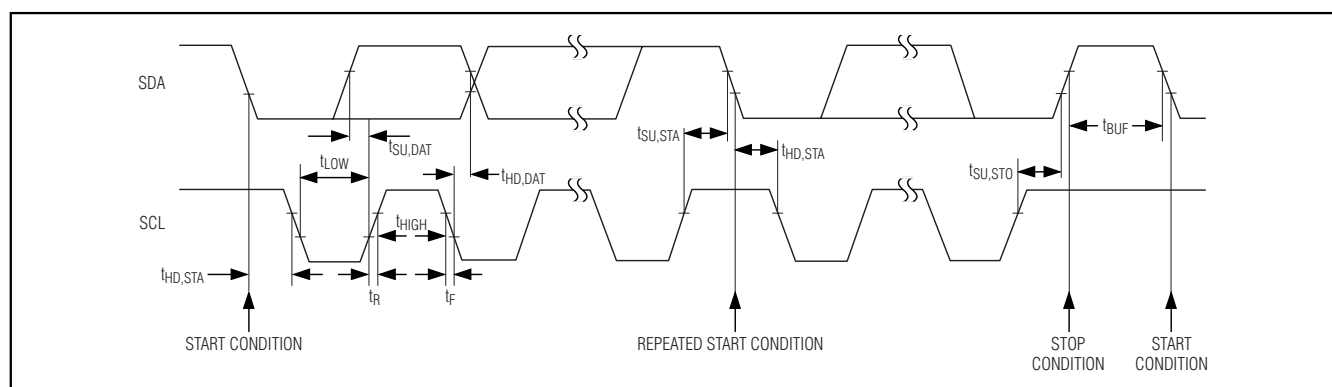 SDA
tSU,STA
tBUF
tSU,DAT
tLOW
tHD,STA
tHD,DAT
tSU,STO
SCL
tHIGH
tHD,STA
tR
tF
START CONDITION
REPEATED START CONDITION
STOP
CONDITION
START
CONDITION